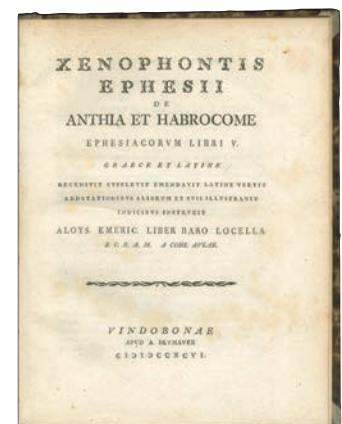 XENOPHONTIS
EPHESII
DE
ANTHIA ET HABROCOME
EPHESIACORVM LIBRI V.
GRAECE ET LATINE
RECENSVIT SVPPLEVIT EMENDAVIT LATINE VERTIT
ADNOTATIONIBVS ALIORVM ET SVIS ILLVSTRAVIT
INDICIBVS INSTRVXIT
ALOYS. EMERIC. LIBER BARO LOCELLA
S. C. R. A. M. A CONS. AVLAE.
VINDOBONAE
APVD A. BLVMAVER
CIƆIƆCCXCVI.